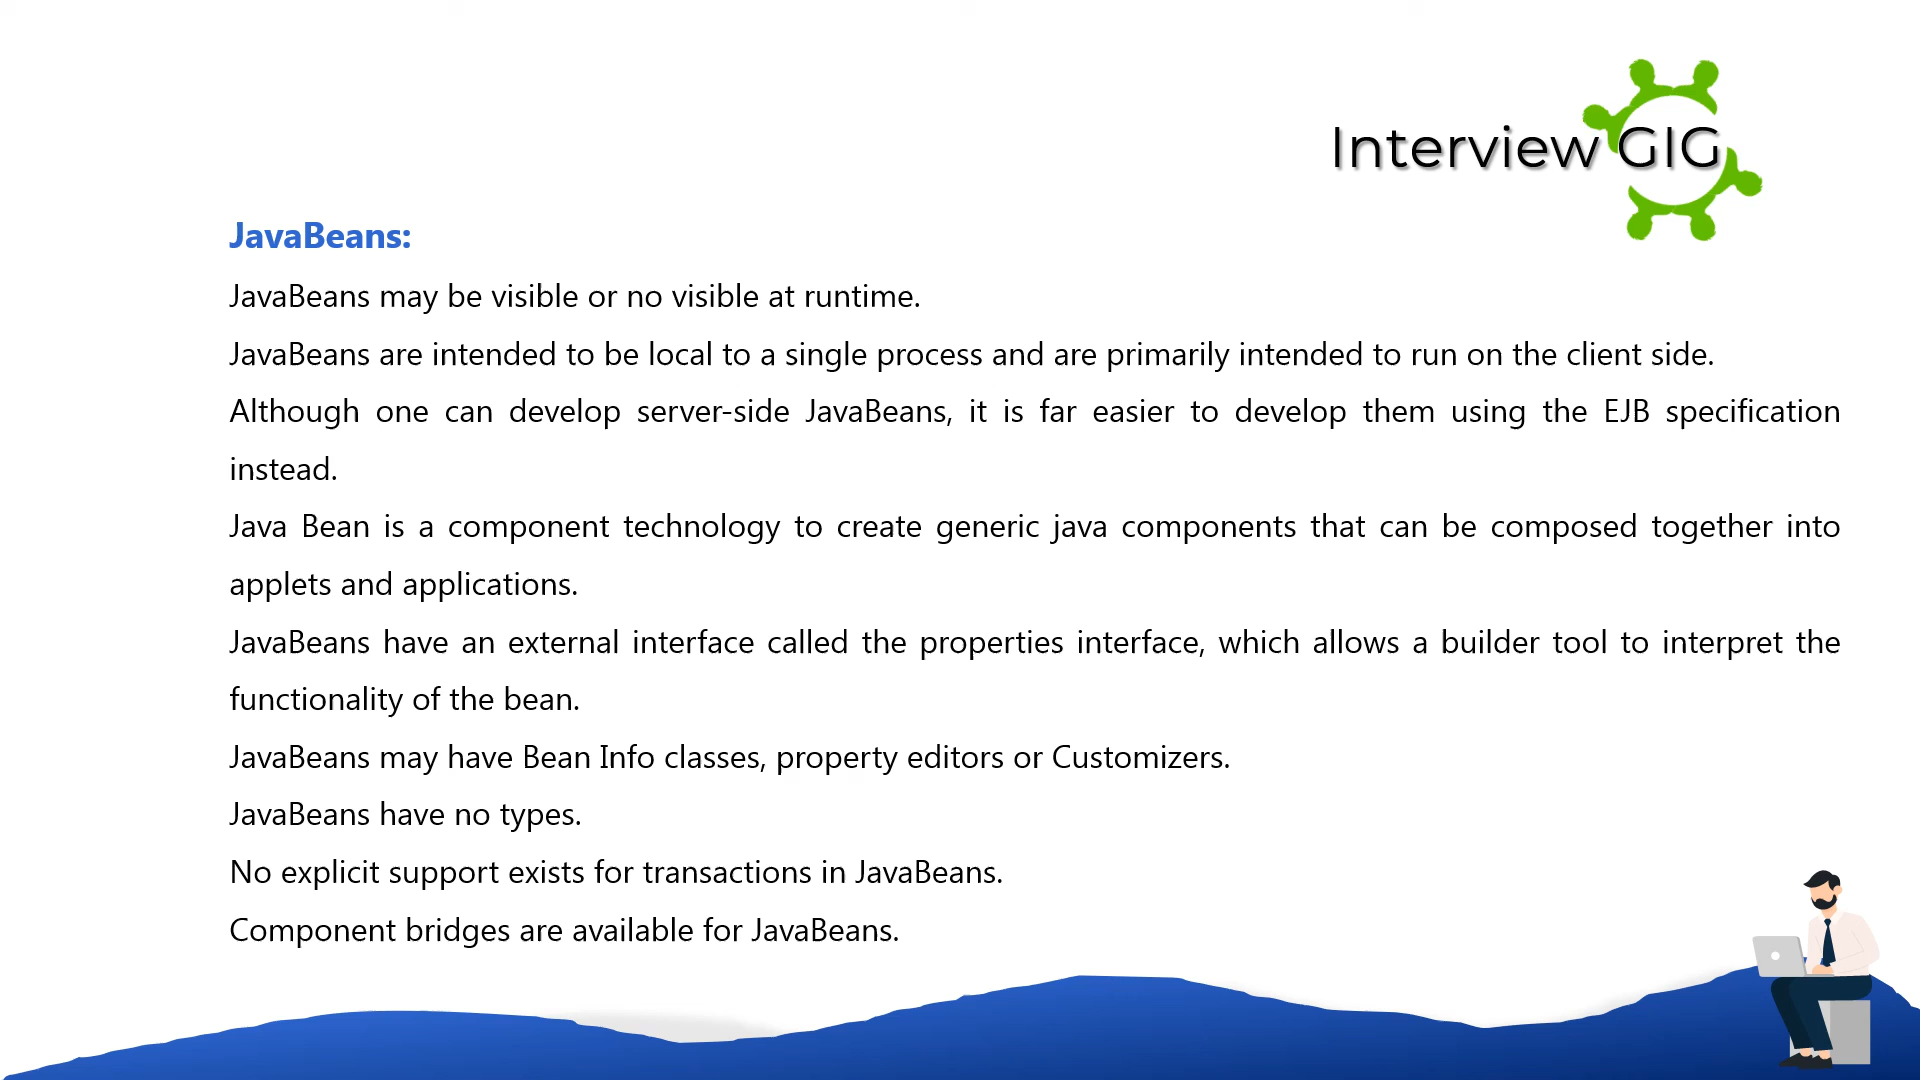 Interview GIG
JavaBeans:
JavaBeans may be visible or no visible at runtime.
JavaBeans are intended to be local to a single process and are primarily intended to run on the client side.
Although one can develop server-side JavaBeans, it is far easier to develop them using the EJB specification
instead.
Java Bean is a component technology to create generic java components that can be composed together into
applets and applications.
JavaBeans have an external interface called the properties interface, which allows a builder tool to interpret the
functionality of the bean.
JavaBeans may have Bean Info classes, property editors or Customizers.
JavaBeans have no types.
No explicit support exists for transactions in JavaBeans.
Component bridges are available for JavaBeans.